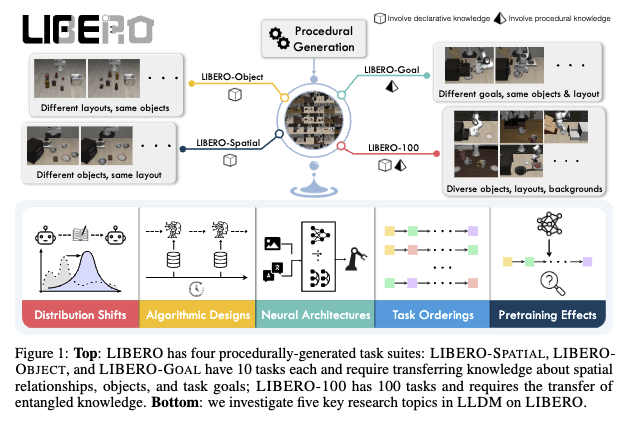 LIBERO
Procedural
Generation
Involve declarative knowledge
Involve procedural knowledge
LIBERO-Object
LIBERO-Goal
Different layouts, same objects
Different goals, same objects & layout
LIBERO-Spatial
LIBERO-100
Different objects, same layout
Diverse objects, layouts, backgrounds
A
?
Distribution Shifts
Algorithmic Designs
Neural Architectures
Task Orderings
Pretraining Effects
Figure 1: Top: LIBERO has four procedurally-generated task suites: LIBERO-SPATIAL, LIBERO-
OBJECT, and LIBERO-GOAL have 10 tasks each and require transferring knowledge about spatial
relationships, objects, and task goals; LIBERO-100 has 100 tasks and requires the transfer of
entangled knowledge. Bottom: we investigate five key research topics in LLDM on LIBERO.